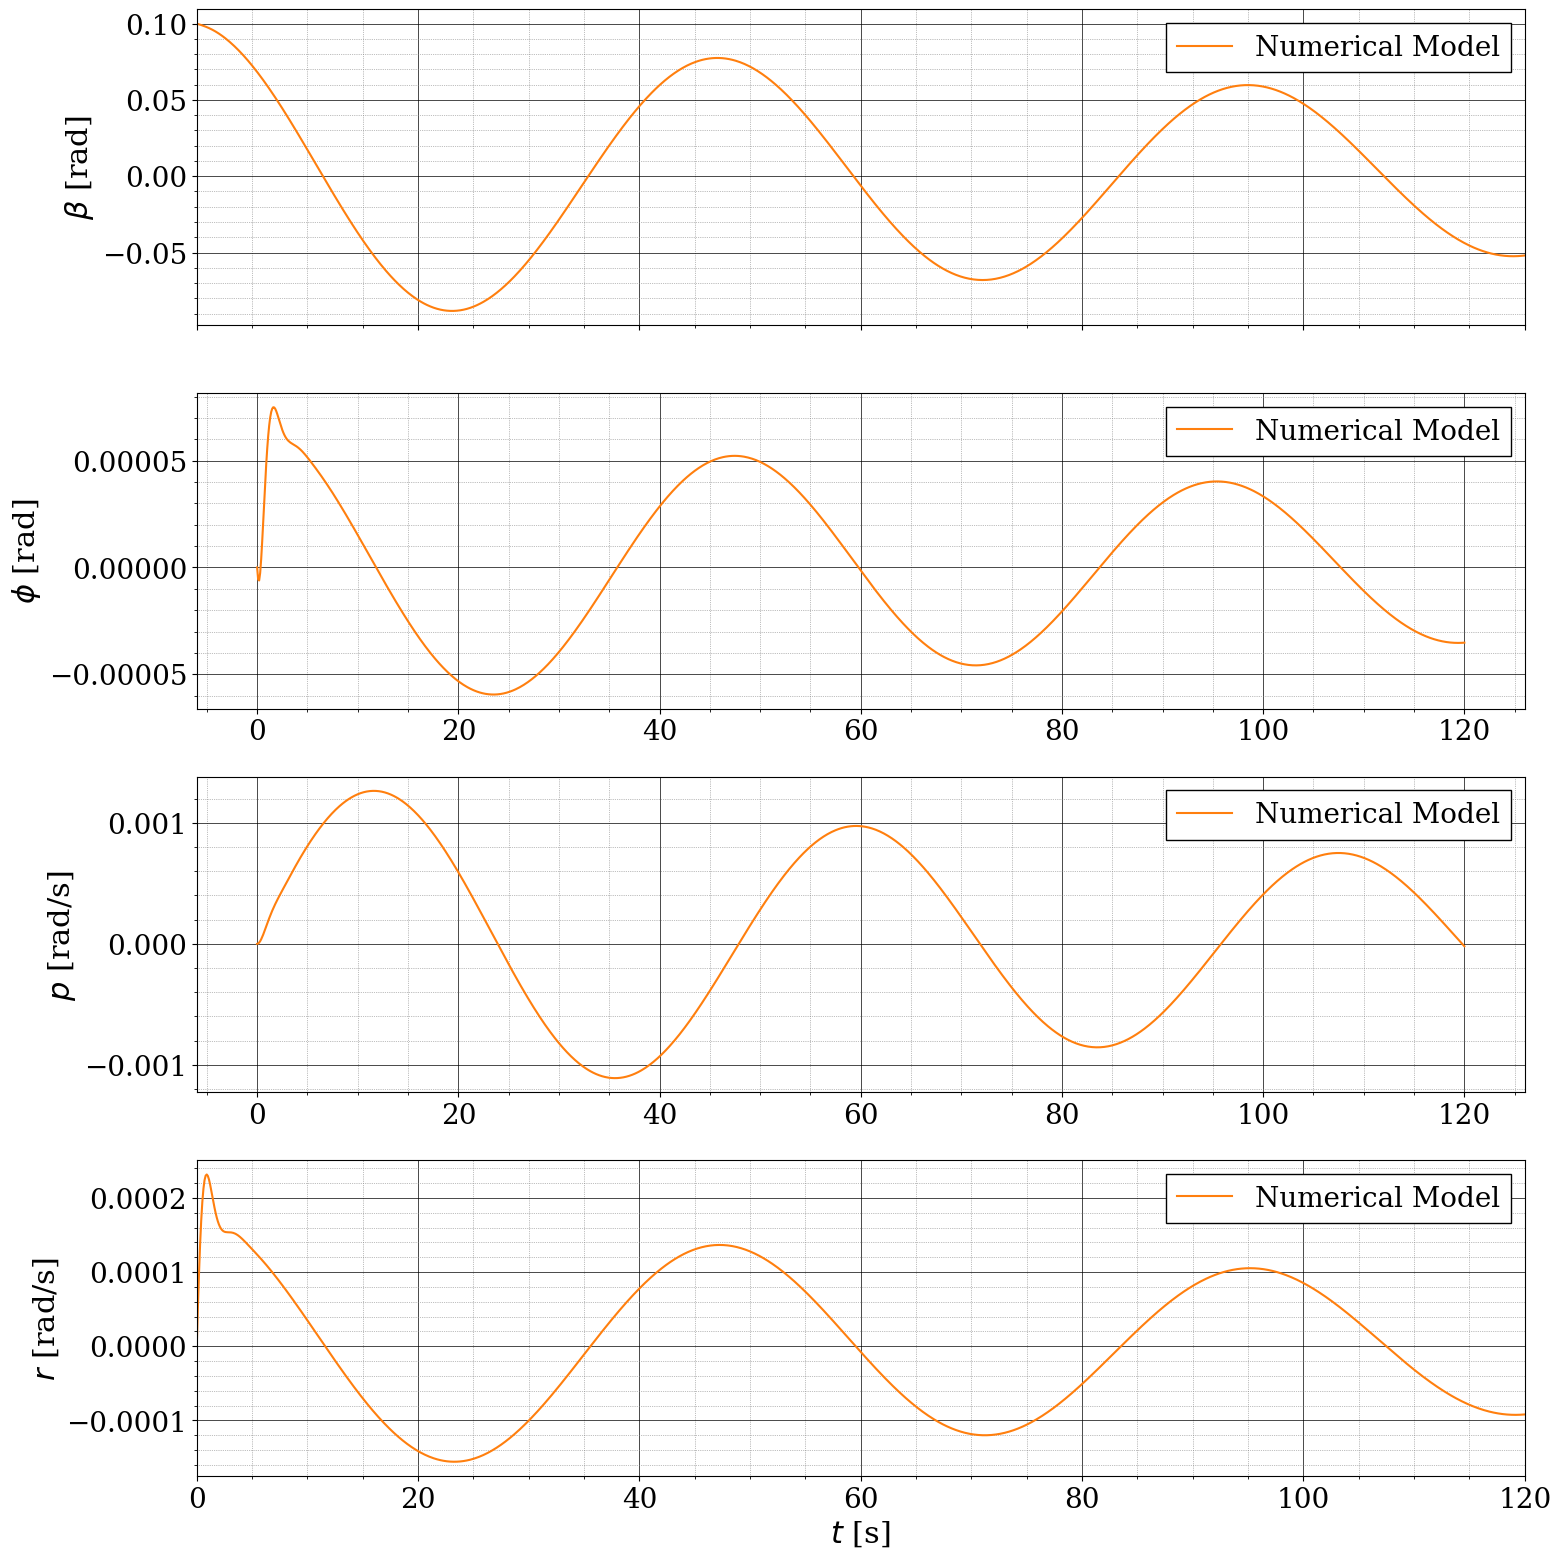 0.10
0.05
0.00
−0.05
β [rad]
Numerical Model
0.00005
0.00000
−0.00005
ϕ [rad]
Numerical Model
0 20 40 60 80 100 120
0.001
0.000
−0.001
p [rad/s]
Numerical Model
0 20 40 60 80 100 120
0.0002
0.0001
0.0000
−0.0001
r [rad/s]
Numerical Model
0 20 40 60 80 100 120
t [s]